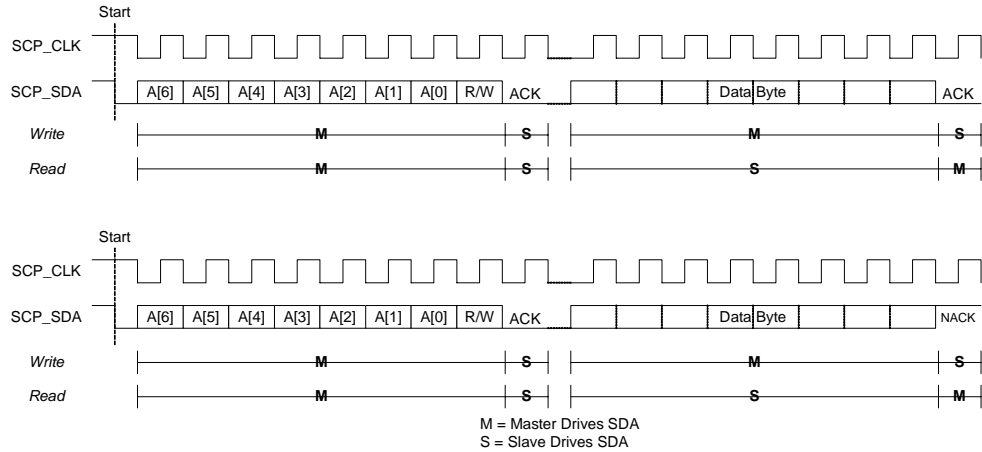 Start
SCP_CLK
SCP_SDA A[6] A[5] A[4] A[3] A[2] A[1] A[0] R/W ACK Data Byte ACK
Write M S M S
Read M S S M
Start
SCP_CLK
SCP_SDA A[6] A[5] A[4] A[3] A[2] A[1] A[0] R/W ACK Data Byte NACK
Write M S M S
Read M S S M
M = Master Drives SDA
S = Slave Drives SDA